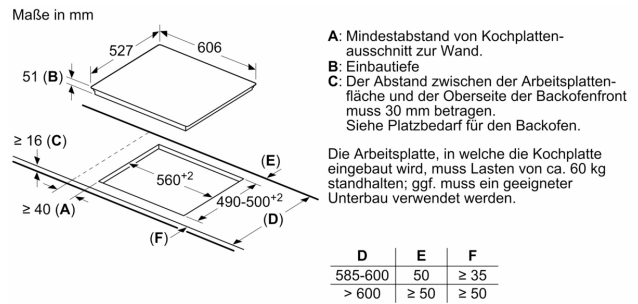 Maße in mm
527
606
51 (B)
≥ 16 (C)
(E)
560+2
490-500+2
≥ 40 (A)
(D)
(F)
A: Mindestabstand von Kochplatten-
ausschnitt zur Wand.
B: Einbautiefe
C: Der Abstand zwischen der Arbeitsplatten-
fläche und der Oberseite der Backofenfront
muss 30 mm betragen.
Siehe Platzbedarf für den Backofen.
Die Arbeitsplatte, in welche die Kochplatte
eingebaut wird, muss Lasten von ca. 60 kg
standhalten; ggf. muss ein geeigneter
Unterbau verwendet werden.
D E F
585-600 50 ≥ 35
> 600 ≥ 50 ≥ 50